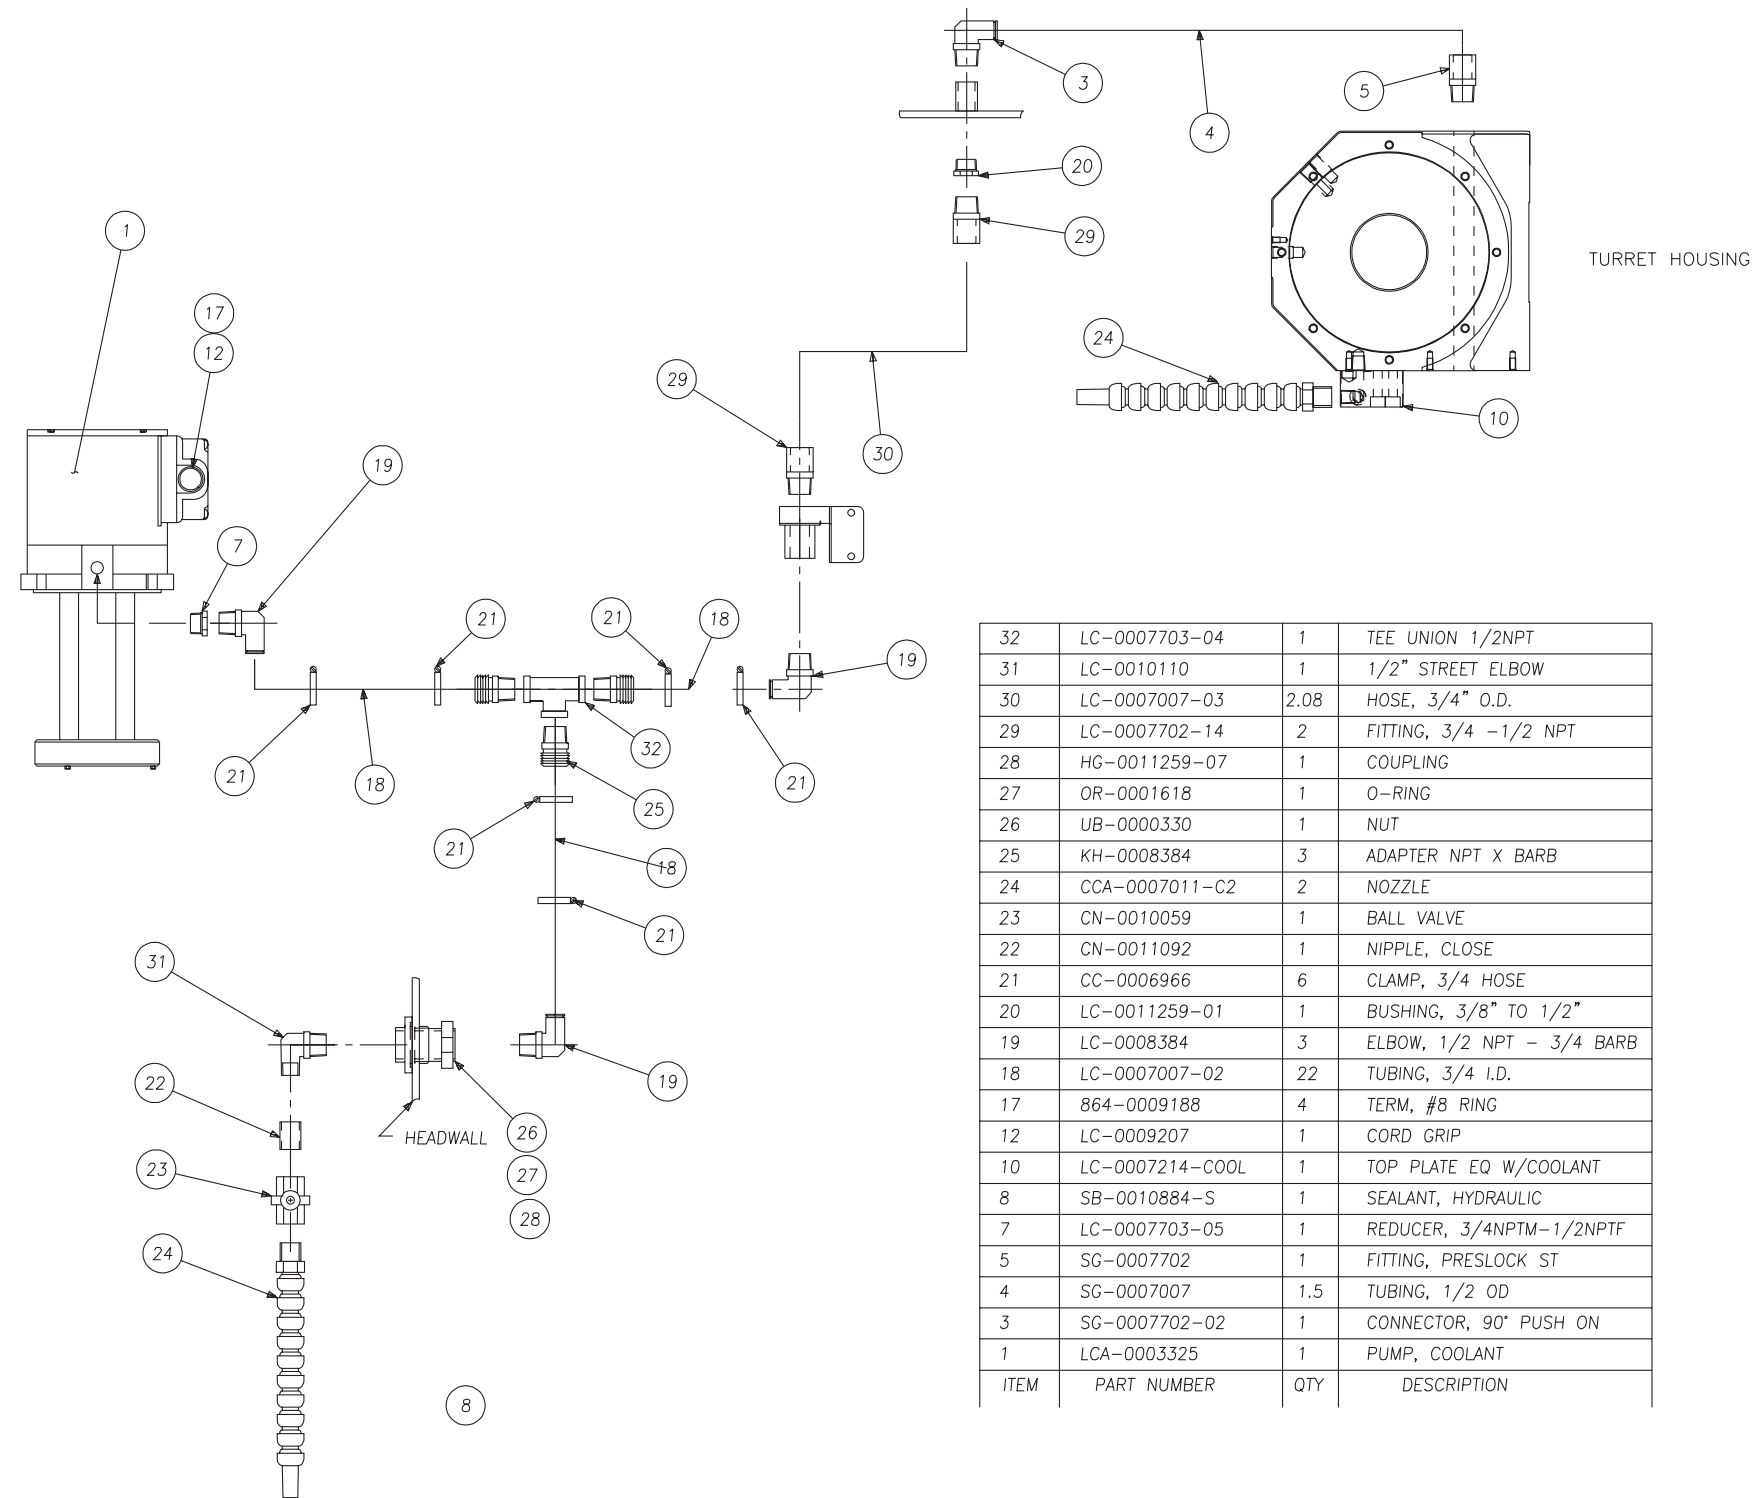 3
5
4
20
29
1
TURRET HOUSING
17
12
24
29
10
30
19
7
21
21
18
19
32
21
18
21
25
21
18
21
31
19
22
HEADWALL
26
23
27
28
24
8
32 LC-0007703-04 1 TEE UNION 1/2NPT
31 LC-0010110 1 1/2" STREET ELBOW
30 LC-0007007-03 2.08 HOSE, 3/4" O.D.
29 LC-0007702-14 2 FITTING, 3/4 -1/2 NPT
28 HG-0011259-07 1 COUPLING
27 OR-0001618 1 O-RING
26 UB-0000330 1 NUT
25 KH-0008384 3 ADAPTER NPT X BARB
24 CCA-0007011-C2 2 NOZZLE
23 CN-0010059 1 BALL VALVE
22 CN-0011092 1 NIPPLE, CLOSE
21 CC-0006966 6 CLAMP, 3/4 HOSE
20 LC-0011259-01 1 BUSHING, 3/8" TO 1/2"
19 LC-0008384 3 ELBOW, 1/2 NPT - 3/4 BARB
18 LC-0007007-02 22 TUBING, 3/4 I.D.
17 864-0009188 4 TERM, #8 RING
12 LC-0009207 1 CORD GRIP
10 LC-0007214-COOL 1 TOP PLATE EQ W/COOLANT
8 SB-0010884-S 1 SEALANT, HYDRAULIC
7 LC-0007703-05 1 REDUCER, 3/4NPTM-1/2NPTF
5 SG-0007702 1 FITTING, PRESLOCK ST
4 SG-0007007 1.5 TUBING, 1/2 OD
3 SG-0007702-02 1 CONNECTOR, 90° PUSH ON
1 LCA-0003325 1 PUMP, COOLANT
ITEM PART NUMBER QTY DESCRIPTION